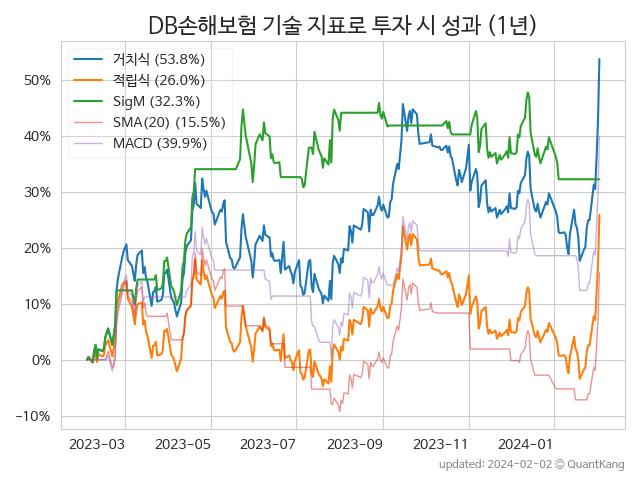 DB손해보험 기술 지표로 투자 시 성과 (1년)
거치식 (53.8%)
적립식 (26.0%)
SigM (32.3%)
SMA(20) (15.5%)
MACD (39.9%)
50%
40%
30%
20%
10%
0%
−10%
2023-03
2023-05
2023-07
2023-09
2023-11
2024-01
updated: 2024-02-02 © QuantKang